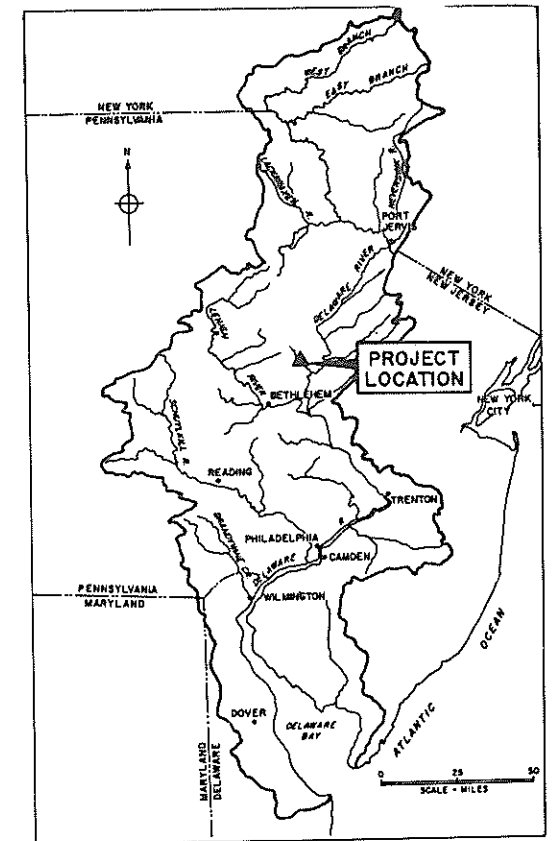 WEST BRANCH
EAST BRANCH
NEW YORK
PENNSYLVANIA
N
LACKAWAXEN R.
NEVERSINK R.
PORT
JERVIS
DELAWARE RIVER
NEW YORK
NEW JERSEY
LEHIGH
RIVER
PROJECT
LOCATION
BETHLEHEM
NEW YORK
CITY
SCHUYLKILL R.
READING
TRENTON
PHILADELPHIA
CAMDEN
BRANDYWINE CR.
DELAWARE R.
PENNSYLVANIA
MARYLAND
WILMINGTON
ATLANTIC OCEAN
DOVER
DELAWARE
BAY
MARYLAND
DELAWARE
0 25 50
SCALE - MILES